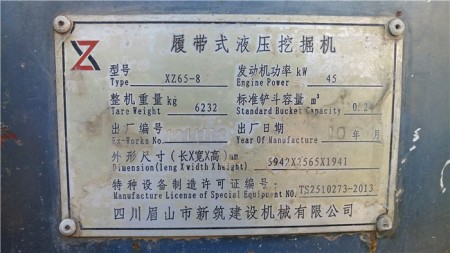 履带式液压挖掘机
型号 XZ65-8 发动机功率 kW 45
Type Engine Power
整机重量 kg 6232 标准铲斗容量 m³
Tare Weight Standard Bucket Capacity
出厂编号 出厂日期 年 月
Ex-Works No. Year Of Manufacture
外形尺寸(长X宽X高)mm 5942X2565X1941
Dimension(leng X width X height)
特种设备制造许可证编号: TS2510273-2013
Manufacture License of Special Equipment NO.
四川眉山市新筑建设机械有限公司